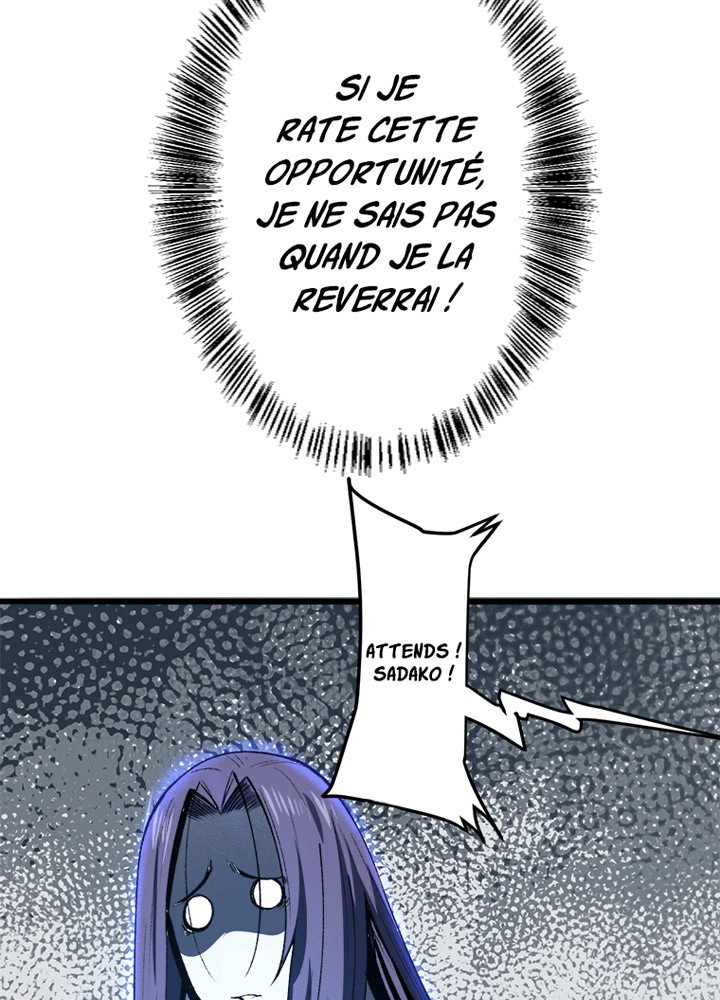 SI JE
RATE CETTE
OPPORTUNITÉ,
JE NE SAIS PAS
QUAND JE LA
REVERRAI !
ATTENDS !
SADAKO !